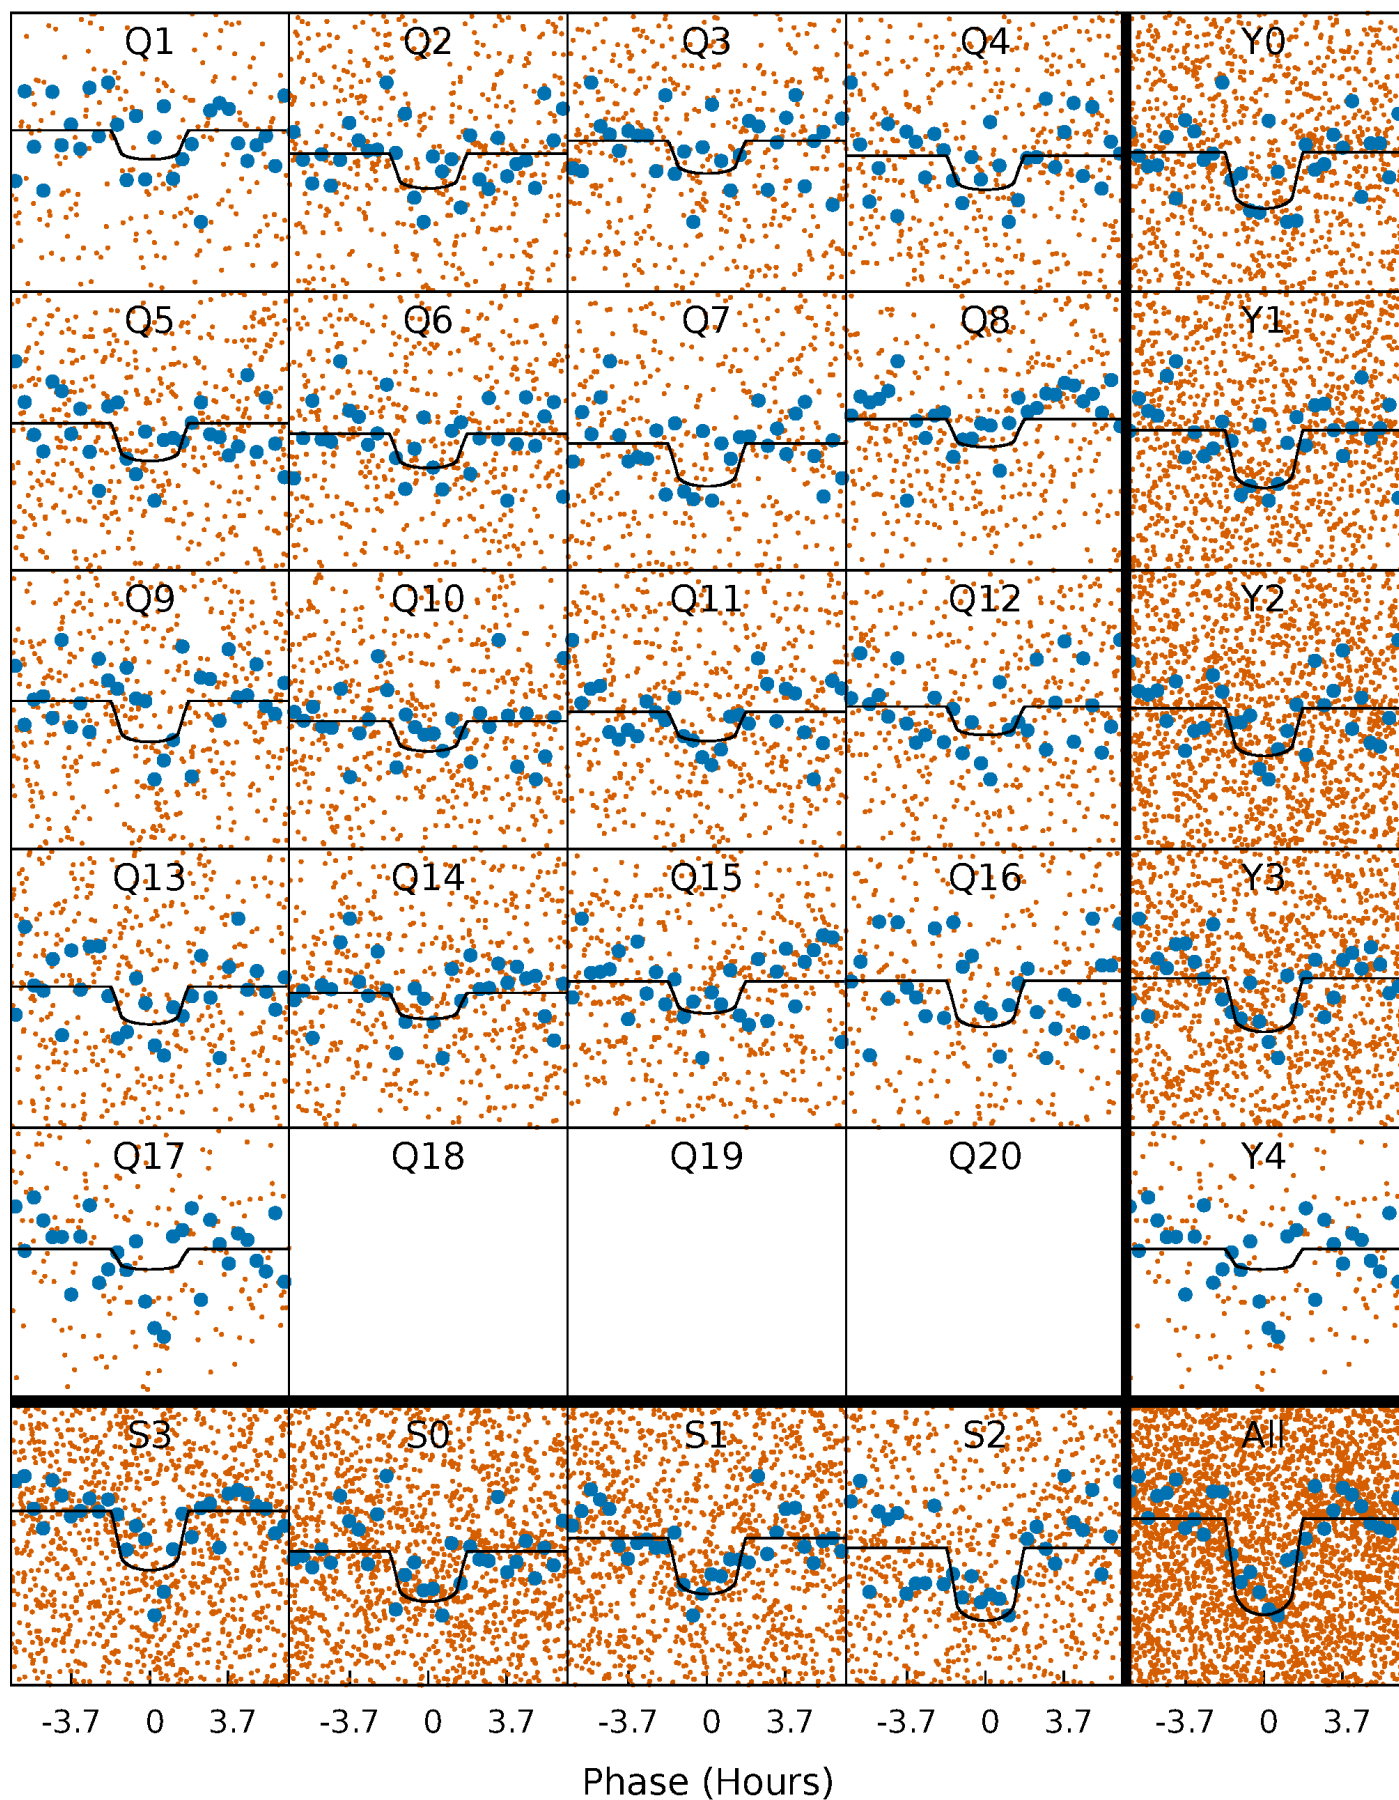 Q1 Q2 Q3 Q4 Y0
Q5 Q6 Q7 Q8 Y1
Q9 Q10 Q11 Q12 Y2
Q13 Q14 Q15 Q16 Y3
Q17 Q18 Q19 Q20 Y4
S3 S0 S1 S2 All
-3.7 0 3.7 -3.7 0 3.7 -3.7 0 3.7 -3.7 0 3.7 -3.7 0 3.7
Phase (Hours)